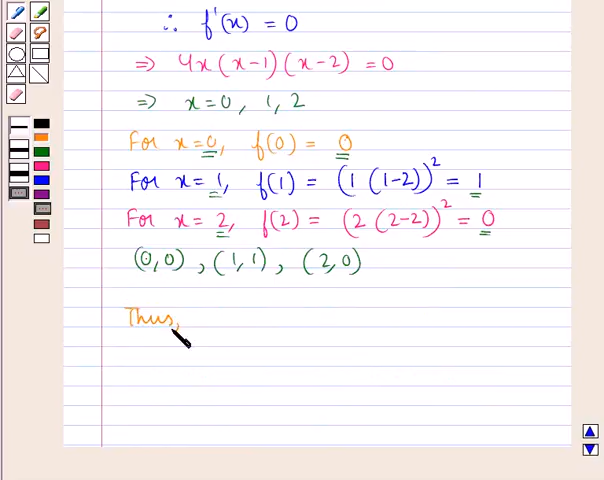 ∴ f'(x) = 0
⇒ 4x (x-1) (x-2) = 0
⇒ x=0, 1, 2
For x=0, f(0) = 0
For x=1, f(1) = (1 (1-2))² = 1
For x=2, f(2) = (2 (2-2))² = 0
(0,0), (1,1), (2,0)
Thus,